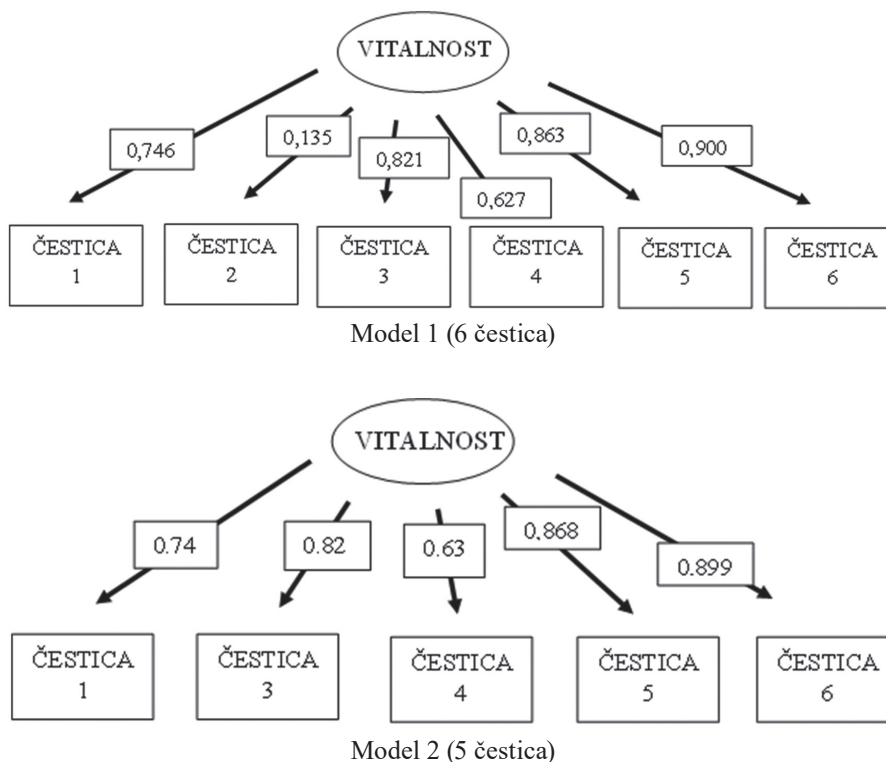 VITALNOST
0,746
0,135
0,821
0,627
0,863
0,900
ČESTICA
1
ČESTICA
2
ČESTICA
3
ČESTICA
4
ČESTICA
5
ČESTICA
6
Model 1 (6 čestica)
VITALNOST
0.74
0.82
0.63
0,868
0.899
ČESTICA
1
ČESTICA
3
ČESTICA
4
ČESTICA
5
ČESTICA
6
Model 2 (5 čestica)